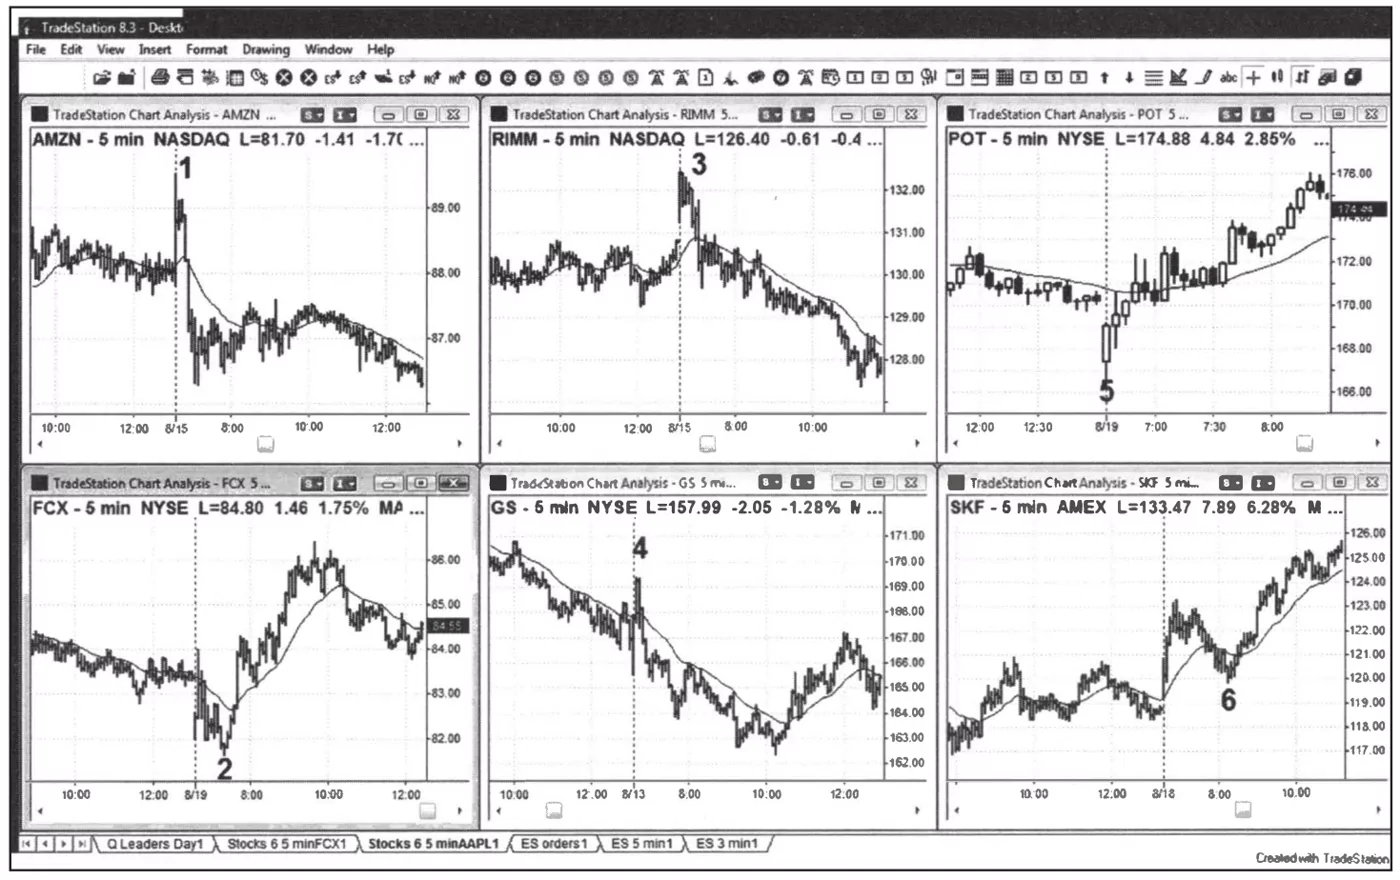 TradeStation 8.3 - Deskt
File Edit View Insert Format Drawing Window Help
TradeStation Chart Analysis - AMZN ...
AMZN - 5 min NASDAQ L=81.70 -1.41 -1.7( ...
1
89.00
88.00
87.00
10:00 12:00 8/15 8:00 10:00 12:00
TradeStation Chart Analysis - RIMM 5...
RIMM - 5 min NASDAQ L=126.40 -0.61 -0.4 ...
3
132.00
131.00
130.00
129.00
128.00
10:00 12:00 8/15 8:00 10:00
TradeStation Chart Analysis - POT 5...
POT - 5 min NYSE L=174.88 4.84 2.85% ...
176.00
174.00
172.00
170.00
168.00
166.00
5
12:00 12:30 8/19 7:00 7:30 8:00
TradeStation Chart Analysis - FCX 5 ...
FCX - 5 min NYSE L=84.80 1.46 1.75% MA ...
86.00
85.00
84.55
84.00
83.00
82.00
2
10:00 12:00 8/19 8:00 10:00 12:00
TradeStation Chart Analysis - GS 5 mi...
GS - 5 min NYSE L=157.99 -2.05 -1.28% M ...
4
171.00
170.00
169.00
168.00
167.00
166.00
165.00
164.00
163.00
162.00
10:00 12:00 8/13 8:00 10:00 12:00
TradeStation Chart Analysis - SKF 5 mi...
SKF - 5 min AMEX L=133.47 7.89 6.28% M ...
126.00
125.00
124.00
123.00
122.00
121.00
120.00
119.00
118.00
117.00
6
10:00 12:00 8/18 8:00 10:00
Q Leaders Day1 Stocks 6 5 minFCX1 Stocks 6 5 minAAPL1 ES orders1 ES 5 min1 ES 3 min1
Created with TradeStation